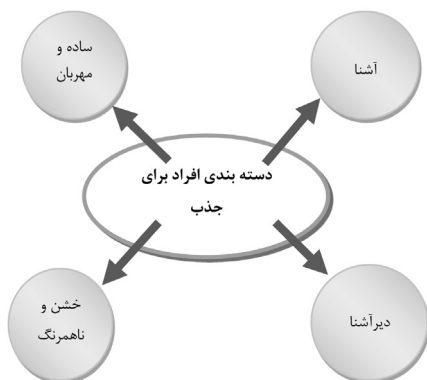 آشنا
ساده و
مهربان
دسته بندی افراد برای
جذب
دیرآشنا
خشن و
ناهمرنگ